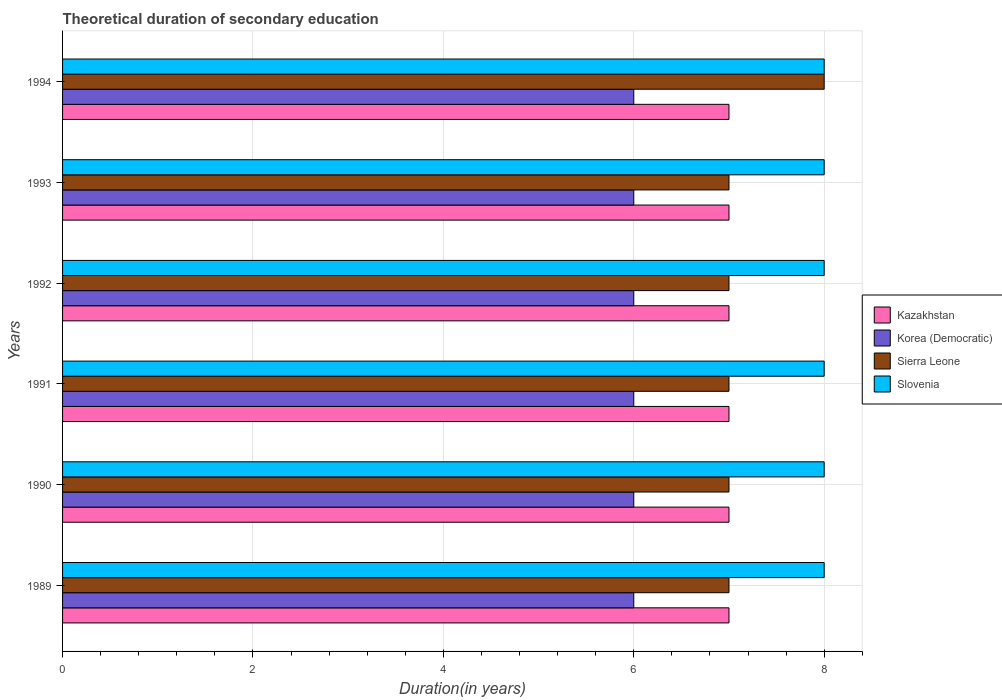 Theoretical duration of secondary education
1994
1993
1992
1991
1990
1989
Years
0
2
4
6
8
Duration(in years)
Kazakhstan
Korea (Democratic)
Sierra Leone
Slovenia